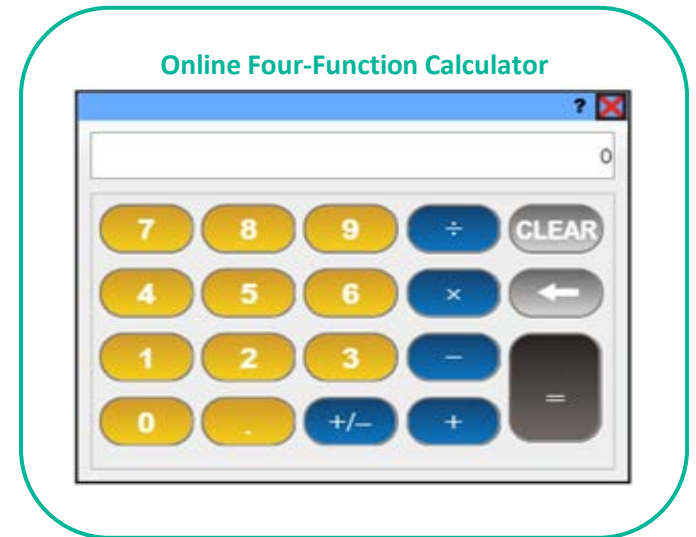 Online Four-Function Calculator
?
0
7 8 9 ÷ CLEAR
4 5 6 ×
1 2 3 −
=
0 . +/− +